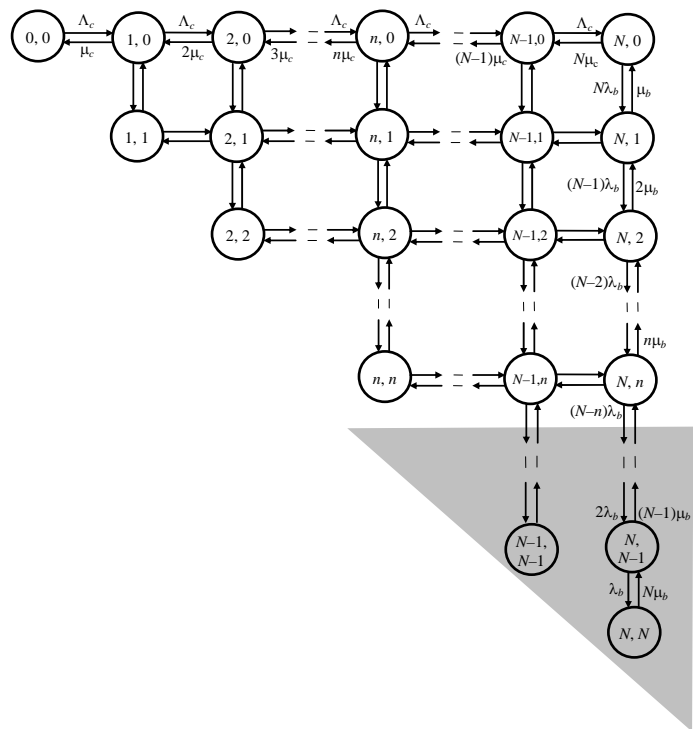 Λc Λc Λc Λc Λc
0, 0 1, 0 2, 0 n, 0 N–1,0 N, 0
μc 2μc 3μc nμc (N–1)μc Nμc
Nλb μb
1, 1 2, 1 n, 1 N–1,1 N, 1
(N–1)λb 2μb
2, 2 n, 2 N–1,2 N, 2
(N–2)λb
nμb
n, n N–1,n N, n
(N–n)λb
2λb (N–1)μb
N–1,
N–1
N,
N–1
λb Nμb
N, N